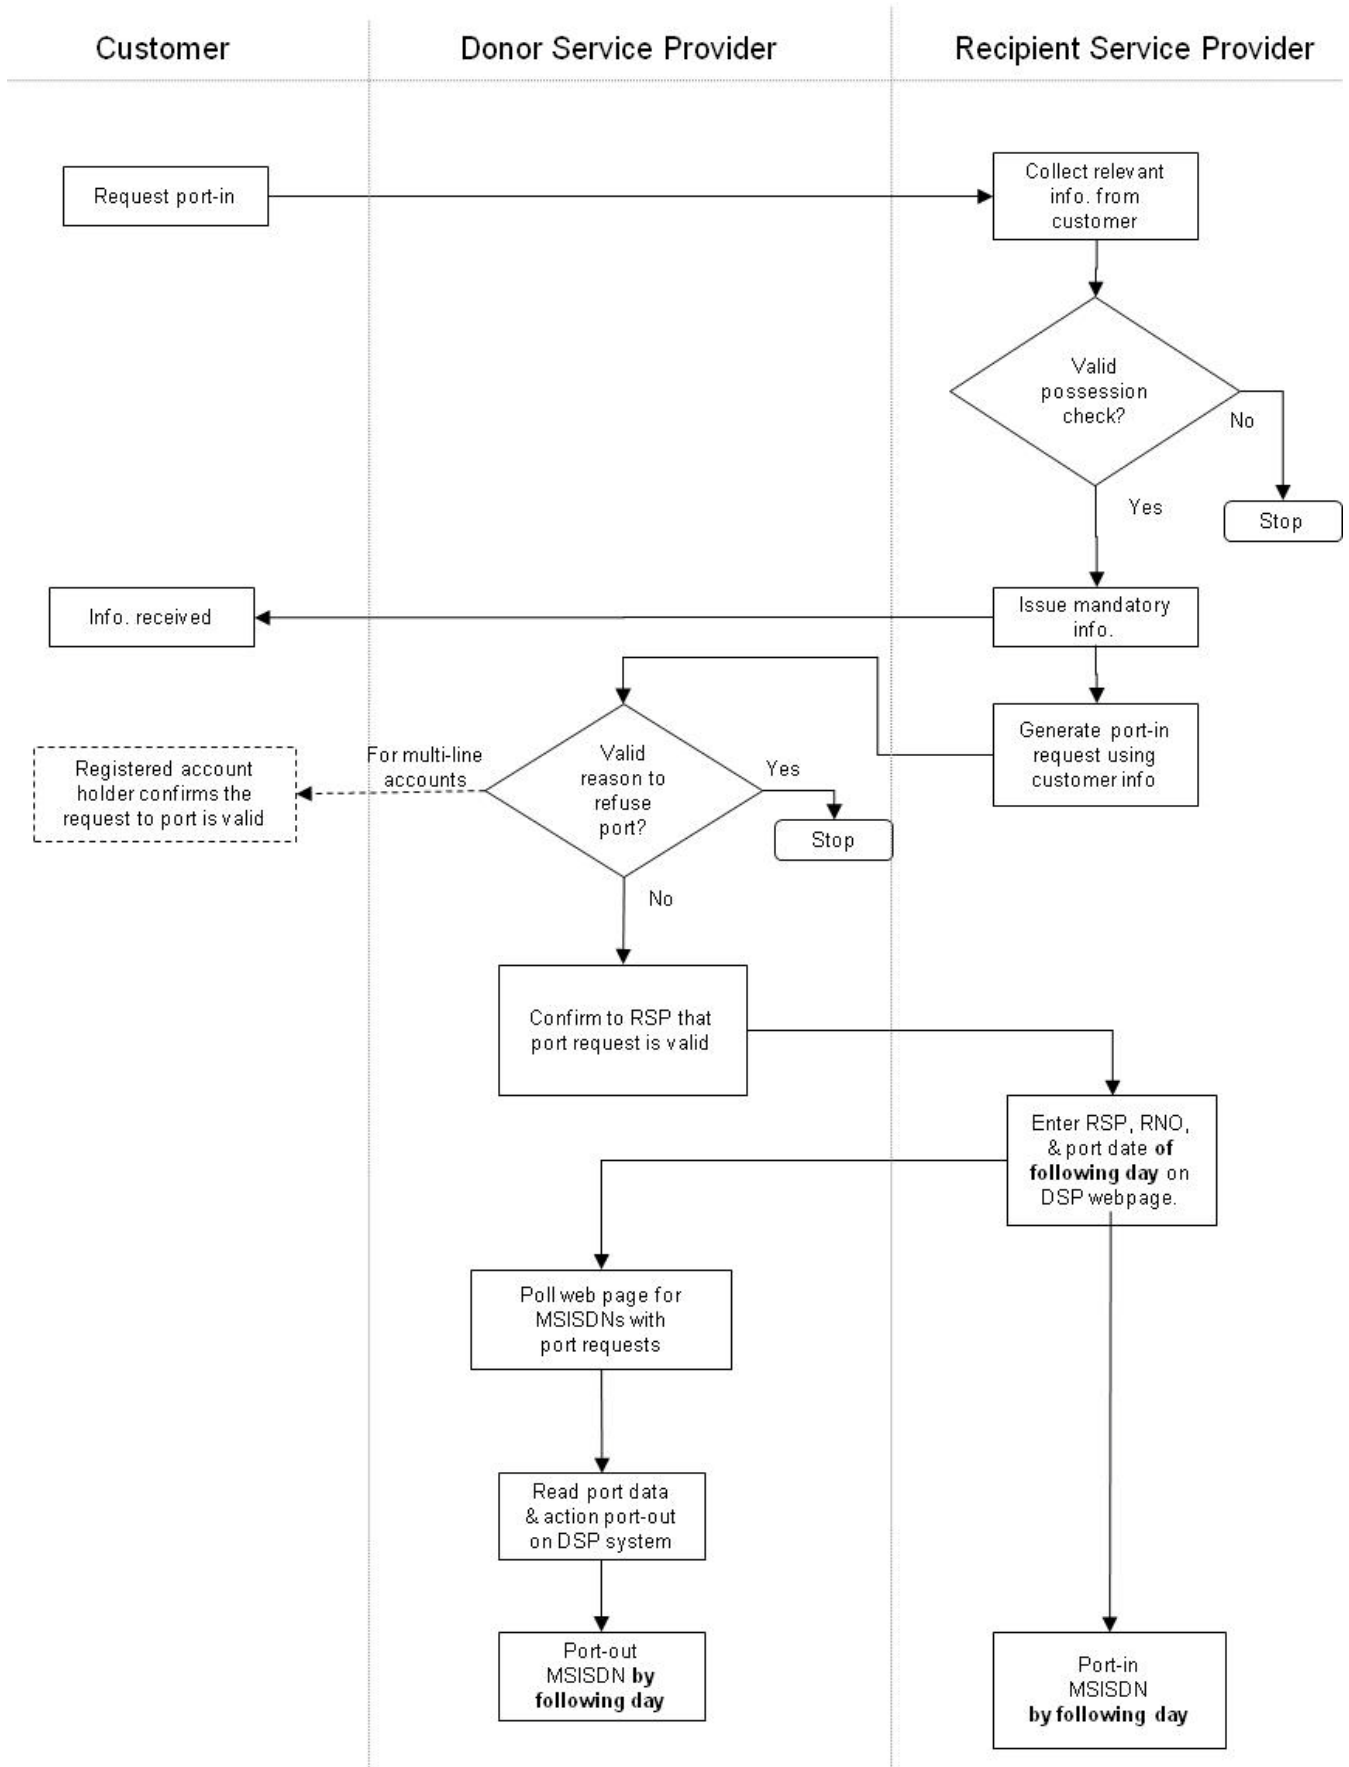 Customer
Donor Service Provider
Recipient Service Provider
Request port-in
Collect relevant
info. from
customer
Valid
possession
check?
No
Yes
Stop
Issue mandatory
info.
Info. received
Generate port-in
request using
customer info
Valid
reason to
refuse
port?
For multi-line
accounts
Registered account
holder confirms the
request to port is valid
Yes
Stop
No
Confirm to RSP that
port request is valid
Enter RSP, RNO,
& port date of
following day on
DSP webpage.
Poll web page for
MSISDNs with
port requests
Read port data
& action port-out
on DSP system
Port-out
MSISDN by
following day
Port-in
MSISDN
by following day